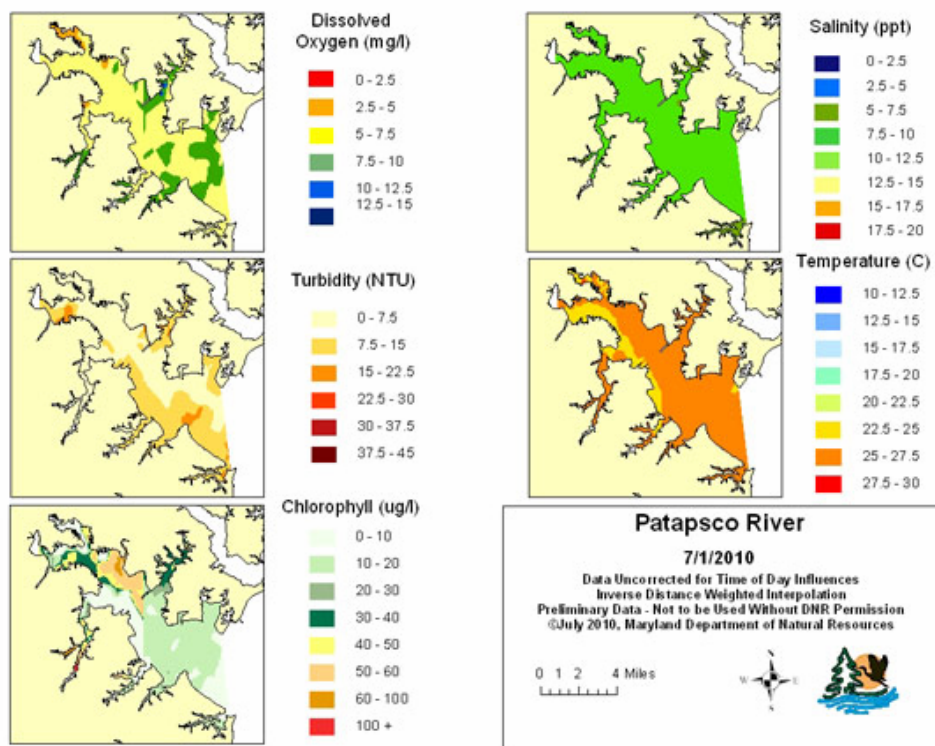 Dissolved
Oxygen (mg/l)
0 - 2.5
2.5 - 5
5 - 7.5
7.5 - 10
10 - 12.5
12.5 - 15
Salinity (ppt)
0 - 2.5
2.5 - 5
5 - 7.5
7.5 - 10
10 - 12.5
12.5 - 15
15 - 17.5
17.5 - 20
Turbidity (NTU)
0 - 7.5
7.5 - 15
15 - 22.5
22.5 - 30
30 - 37.5
37.5 - 45
Temperature (C)
10 - 12.5
12.5 - 15
15 - 17.5
17.5 - 20
20 - 22.5
22.5 - 25
25 - 27.5
27.5 - 30
Chlorophyll (ug/l)
0 - 10
10 - 20
20 - 30
30 - 40
40 - 50
50 - 60
60 - 100
100 +
Patapsco River
7/1/2010
Data Uncorrected for Time of Day Influences
Inverse Distance Weighted Interpolation
Preliminary Data - Not to be Used Without DNR Permission
©July 2010, Maryland Department of Natural Resources
0 1 2 4 Miles
N
W E
S